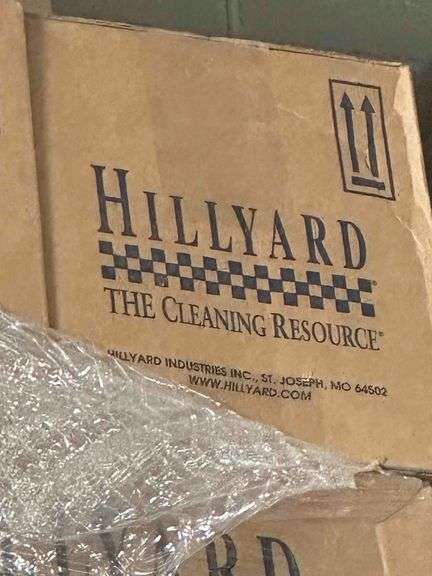 HILLYARD
THE CLEANING RESOURCE®
HILLYARD INDUSTRIES INC., ST. JOSEPH, MO 64502
WWW.HILLYARD.COM